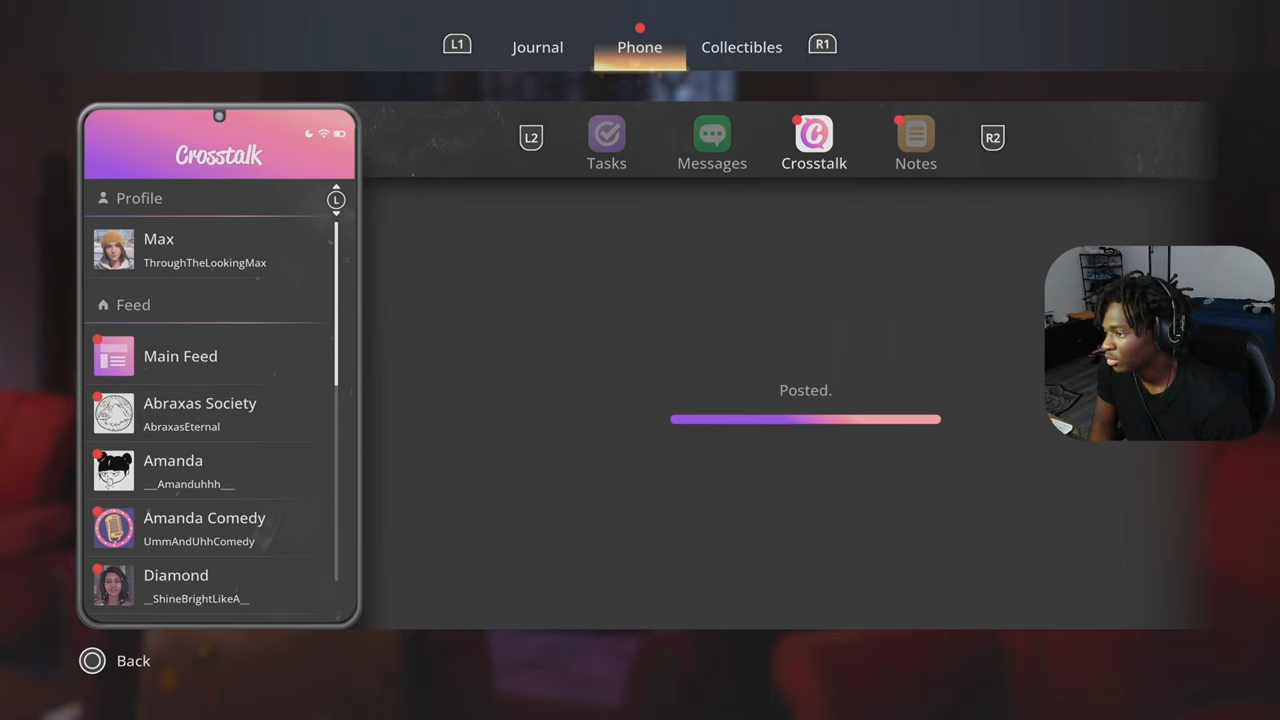 L1
Journal
Phone
Collectibles
R1
Crosstalk
L2
Tasks
Messages
Crosstalk
Notes
R2
Profile
L
Max
ThroughTheLookingMax
Feed
Main Feed
Abraxas Society
AbraxasEternal
Amanda
___Amanduhhh___
Amanda Comedy
UmmAndUhhComedy
Diamond
__ShineBrightLikeA__
Posted.
Back